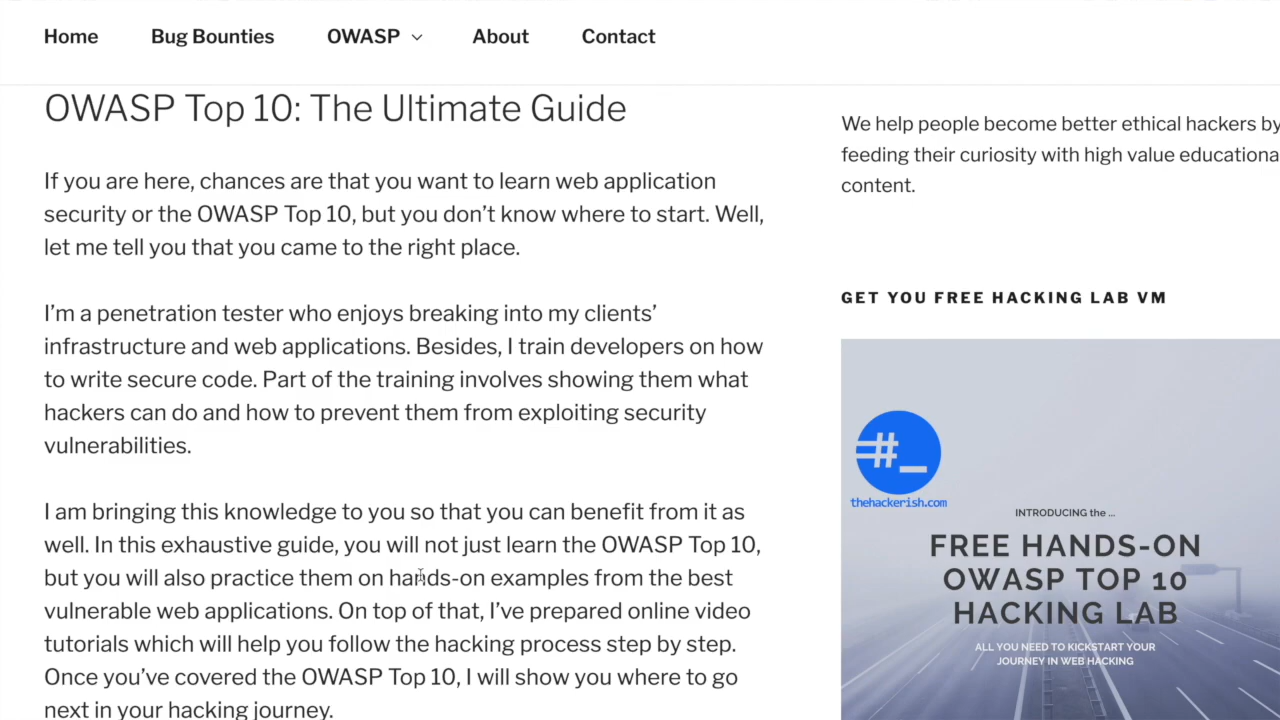 Home Bug Bounties OWASP About Contact
OWASP Top 10: The Ultimate Guide
If you are here, chances are that you want to learn web application
security or the OWASP Top 10, but you don’t know where to start. Well,
let me tell you that you came to the right place.
I’m a penetration tester who enjoys breaking into my clients’
infrastructure and web applications. Besides, I train developers on how
to write secure code. Part of the training involves showing them what
hackers can do and how to prevent them from exploiting security
vulnerabilities.
I am bringing this knowledge to you so that you can benefit from it as
well. In this exhaustive guide, you will not just learn the OWASP Top 10,
but you will also practice them on hands-on examples from the best
vulnerable web applications. On top of that, I’ve prepared online video
tutorials which will help you follow the hacking process step by step.
Once you’ve covered the OWASP Top 10, I will show you where to go
next in your hacking journey.
We help people become better ethical hackers by
feeding their curiosity with high value educationa
content.
GET YOU FREE HACKING LAB VM
#_
thehackerish.com
INTRODUCING the ...
FREE HANDS-ON
OWASP TOP 10
HACKING LAB
ALL YOU NEED TO KICKSTART YOUR
JOURNEY IN WEB HACKING